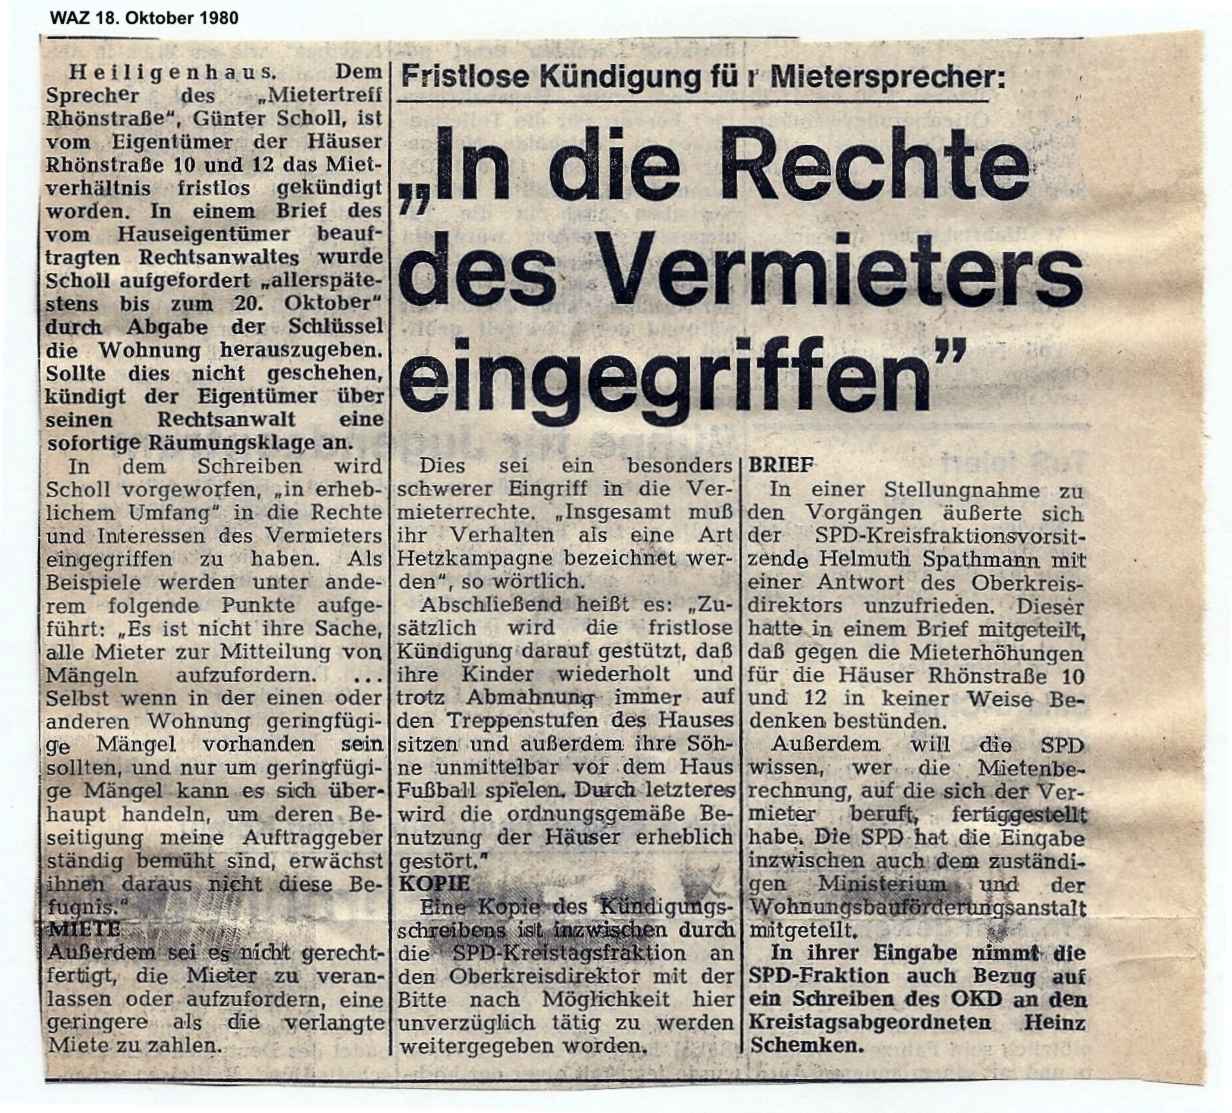 WAZ 18. Oktober 1980
Fristlose Kündigung für Mietersprecher:
„In die Rechte
des Vermieters
eingegriffen”
Heiligenhaus. Dem
Sprecher des „Mietertreff
Rhönstraße“, Günter Scholl, ist
vom Eigentümer der Häuser
Rhönstraße 10 und 12 das Miet-
verhältnis fristlos gekündigt
worden. In einem Brief des
vom Hauseigentümer beauf-
tragten Rechtsanwaltes wurde
Scholl aufgefordert „allerspäte-
stens bis zum 20. Oktober“
durch Abgabe der Schlüssel
die Wohnung herauszugeben.
Sollte dies nicht geschehen,
kündigt der Eigentümer über
seinen Rechtsanwalt eine
sofortige Räumungsklage an.
In dem Schreiben wird
Scholl vorgeworfen, „in erheb-
lichem Umfang“ in die Rechte
und Interessen des Vermieters
eingegriffen zu haben. Als
Beispiele werden unter ande-
rem folgende Punkte aufge-
führt: „Es ist nicht ihre Sache,
alle Mieter zur Mitteilung von
Mängeln aufzufordern. ...
Selbst wenn in der einen oder
anderen Wohnung geringfügi-
ge Mängel vorhanden sein
sollten, und nur um geringfügi-
ge Mängel kann es sich über-
haupt handeln, um deren Be-
seitigung meine Auftraggeber
ständig bemüht sind, erwächst
ihnen daraus nicht diese Be-
fugnis.“
MIETE
Außerdem sei es nicht gerecht-
fertigt, die Mieter zu veran-
lassen oder aufzufordern, eine
geringere als die verlangte
Miete zu zahlen.
Dies sei ein besonders
schwerer Eingriff in die Ver-
mieterrechte. „Insgesamt muß
ihr Verhalten als eine Art
Hetzkampagne bezeichnet wer-
den“, so wörtlich.
Abschließend heißt es: „Zu-
sätzlich wird die fristlose
Kündigung darauf gestützt, daß
ihre Kinder wiederholt und
trotz Abmahnung immer auf
den Treppenstufen des Hauses
sitzen und außerdem ihre Söh-
ne unmittelbar vor dem Haus
Fußball spielen. Durch letzteres
wird die ordnungsgemäße Be-
nutzung der Häuser erheblich
gestört.“
KOPIE
Eine Kopie des Kündigungs-
schreibens ist inzwischen durch
die SPD-Kreistagsfraktion an
den Oberkreisdirektor mit der
Bitte nach Möglichkeit hier
unverzüglich tätig zu werden
weitergegeben worden.
BRIEF
In einer Stellungnahme zu
den Vorgängen äußerte sich
der SPD-Kreisfraktionsvorsit-
zende Helmuth Spathmann mit
einer Antwort des Oberkreis-
direktors unzufrieden. Dieser
hatte in einem Brief mitgeteilt,
daß gegen die Mieterhöhungen
für die Häuser Rhönstraße 10
und 12 in keiner Weise Be-
denken bestünden.
Außerdem will die SPD
wissen, wer die Mietenbe-
rechnung, auf die sich der Ver-
mieter beruft, fertiggestellt
habe. Die SPD hat die Eingabe
inzwischen auch dem zuständi-
gen Ministerium und der
Wohnungsbauförderungsanstalt
mitgeteilt.
In ihrer Eingabe nimmt die
SPD-Fraktion auch Bezug auf
ein Schreiben des OKD an den
Kreistagsabgeordneten Heinz
Schemken.